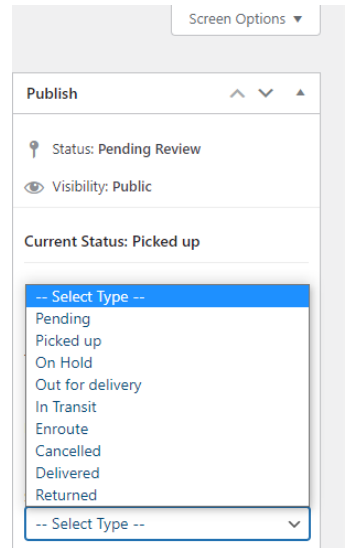 Screen Options ▼
Publish
Status: Pending Review
Visibility: Public
Current Status: Picked up
-- Select Type --
Pending
Picked up
On Hold
Out for delivery
In Transit
Enroute
Cancelled
Delivered
Returned
-- Select Type --